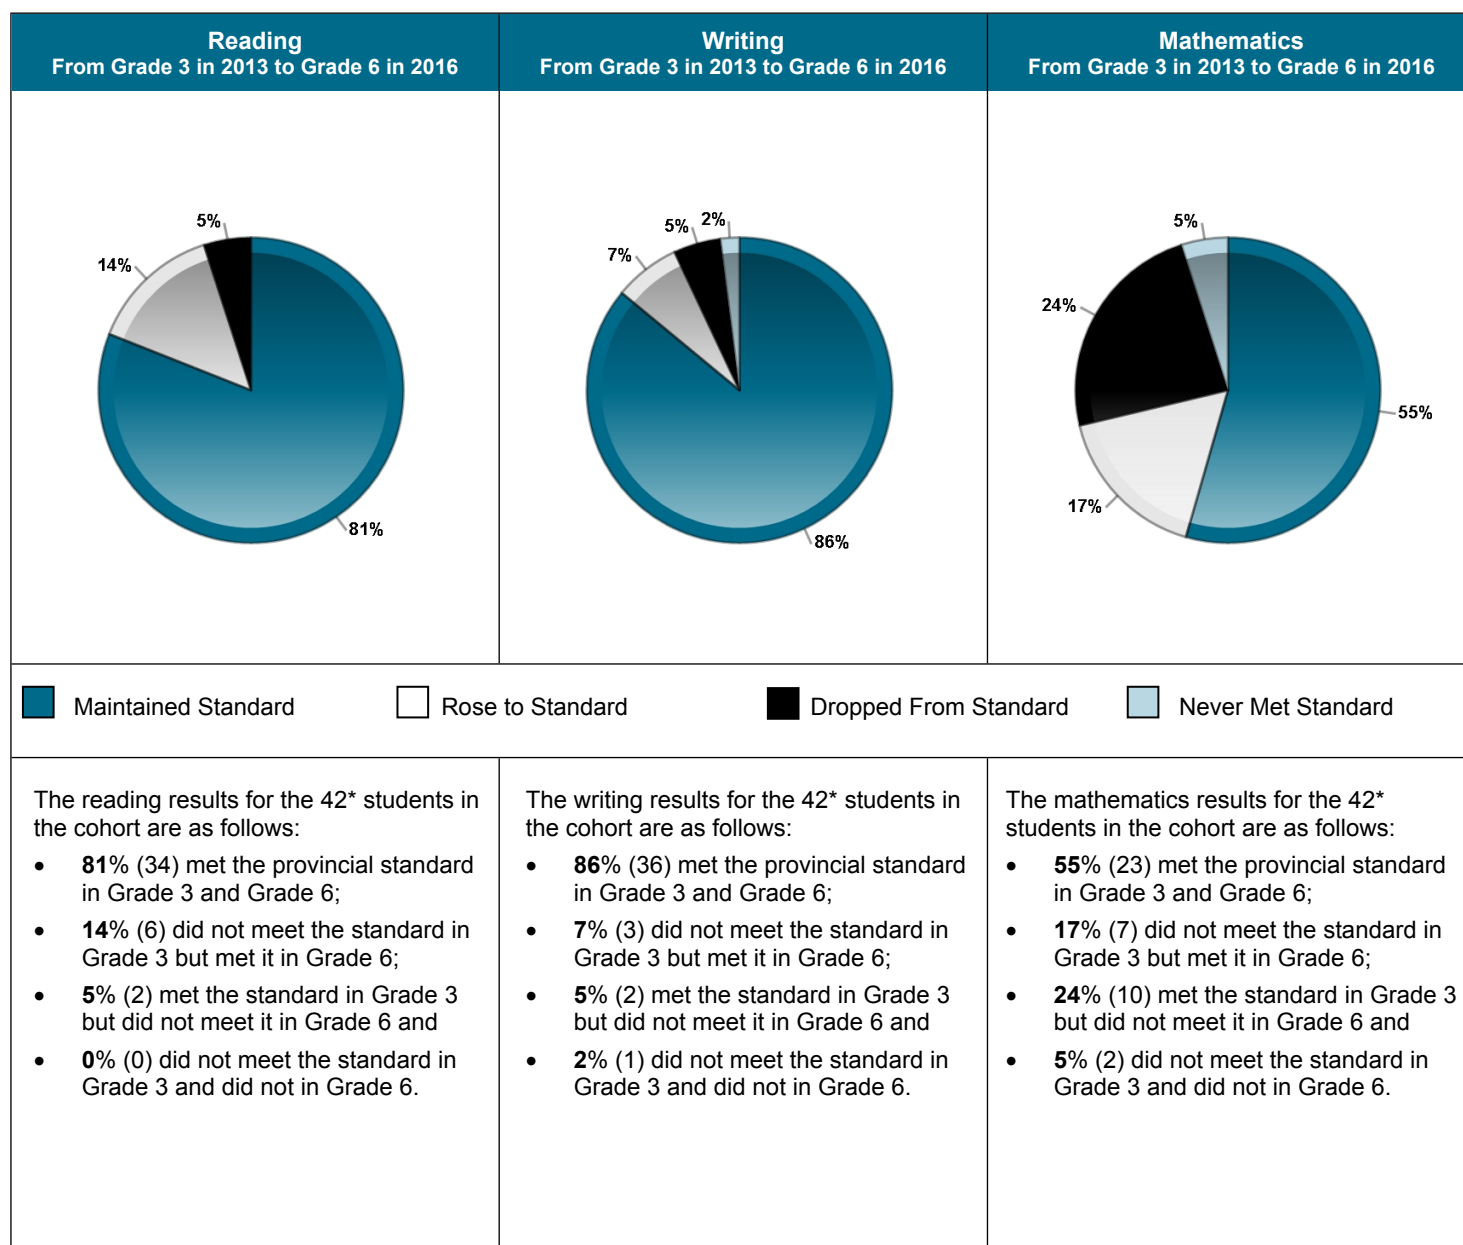 Reading
From Grade 3 in 2013 to Grade 6 in 2016
Writing
From Grade 3 in 2013 to Grade 6 in 2016
Mathematics
From Grade 3 in 2013 to Grade 6 in 2016
5%
14%
81%
2%
5%
7%
86%
5%
24%
55%
17%
Maintained Standard
Rose to Standard
Dropped From Standard
Never Met Standard
The reading results for the 42* students in
the cohort are as follows:
• 81% (34) met the provincial standard
in Grade 3 and Grade 6;
• 14% (6) did not meet the standard in
Grade 3 but met it in Grade 6;
• 5% (2) met the standard in Grade 3
but did not meet it in Grade 6 and
• 0% (0) did not meet the standard in
Grade 3 and did not in Grade 6.
The writing results for the 42* students in
the cohort are as follows:
• 86% (36) met the provincial standard
in Grade 3 and Grade 6;
• 7% (3) did not meet the standard in
Grade 3 but met it in Grade 6;
• 5% (2) met the standard in Grade 3
but did not meet it in Grade 6 and
• 2% (1) did not meet the standard in
Grade 3 and did not in Grade 6.
The mathematics results for the 42*
students in the cohort are as follows:
• 55% (23) met the provincial standard
in Grade 3 and Grade 6;
• 17% (7) did not meet the standard in
Grade 3 but met it in Grade 6;
• 24% (10) met the standard in Grade 3
but did not meet it in Grade 6 and
• 5% (2) did not meet the standard in
Grade 3 and did not in Grade 6.